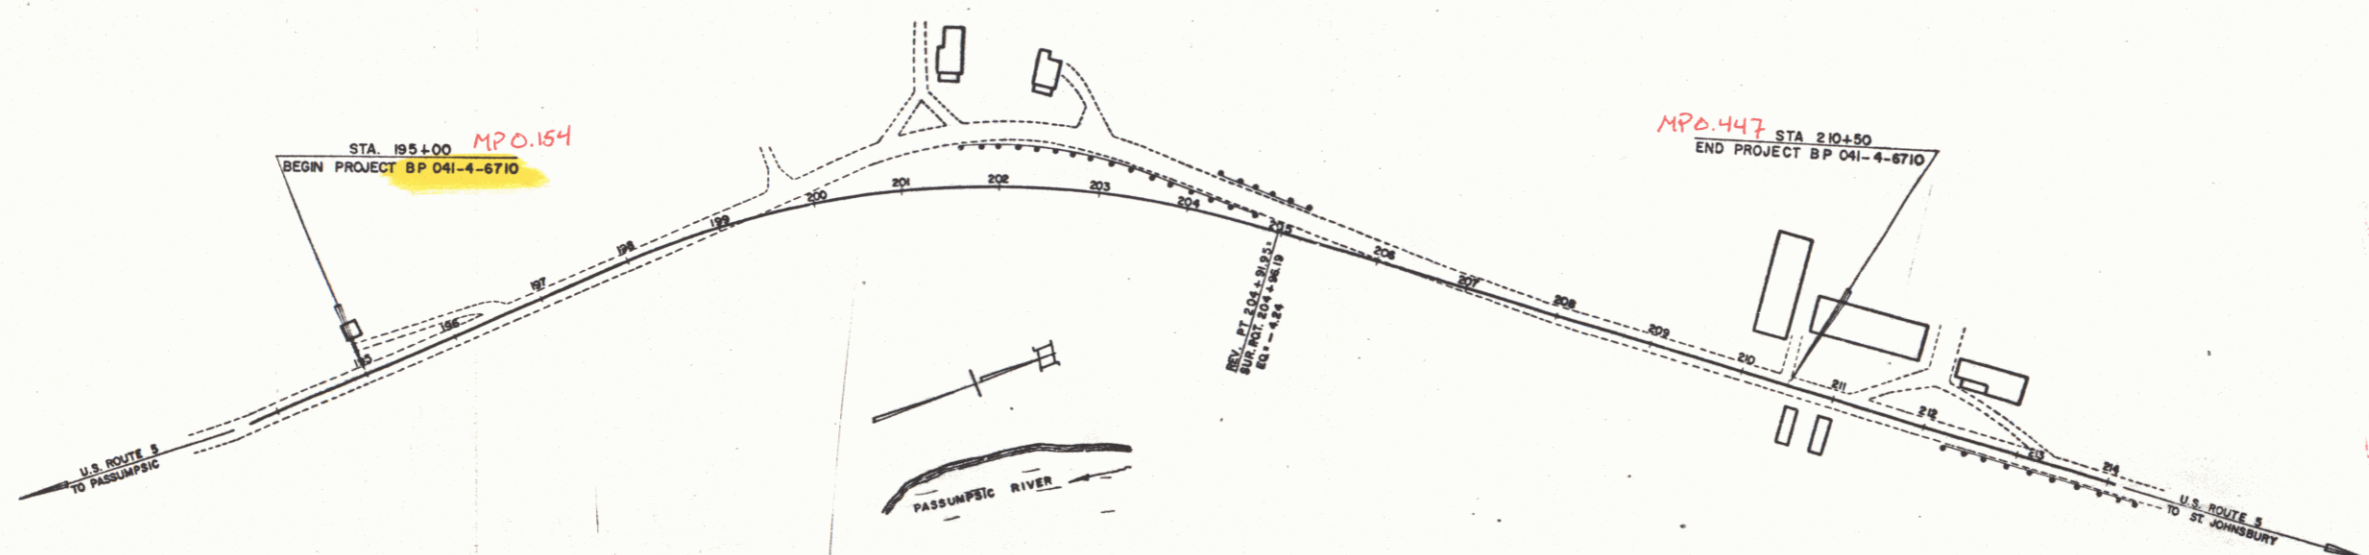 STA. 195+00 MP 0.154
BEGIN PROJECT BP 041-4-6710
MP 0.447 STA 210+50
END PROJECT BP 041-4-6710
195
196
197
198
199
200
201
202
203
204
205
206
207
208
209
210
211
212
213
214
REV. PT 204+91.95=
SUR. P.O.T. 204+96.19
EQ.= -4.24
U.S. ROUTE 5
TO PASSUMPSIC
PASSUMPSIC RIVER
U.S. ROUTE 5
TO ST. JOHNSBURY